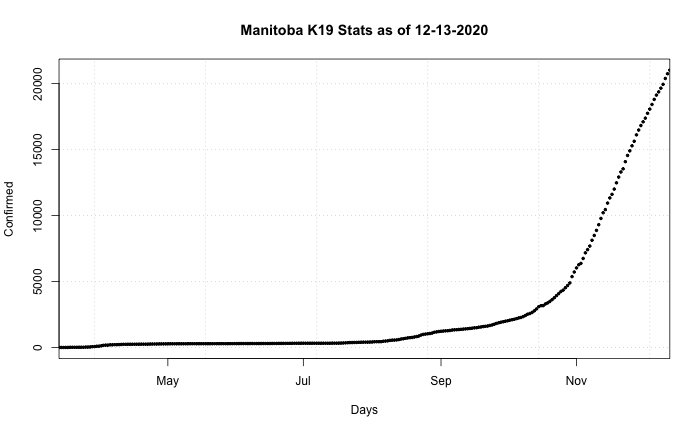 Manitoba K19 Stats as of 12-13-2020
20000
15000
10000
5000
0
Confirmed
May Jul Sep Nov
Days